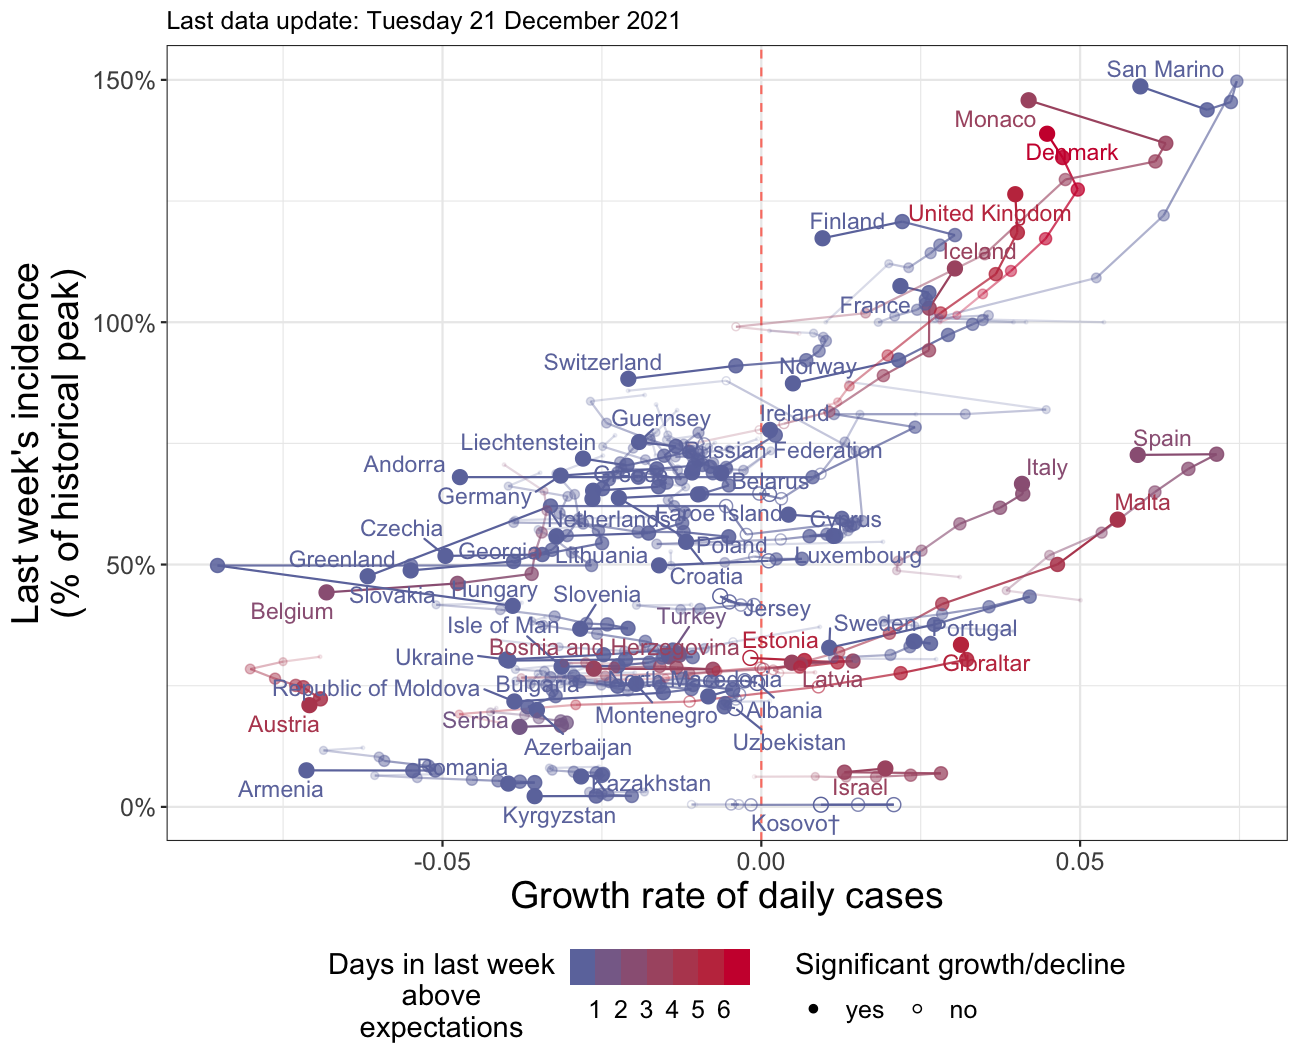 Last data update: Tuesday 21 December 2021
Last week's incidence
(% of historical peak)
150%
100%
50%
0%
San Marino
Monaco
Denmark
United Kingdom
Finland
Iceland
France
Switzerland
Norway
Guernsey
Ireland
Liechtenstein
Russian Federation
Spain
Andorra
Italy
Germany
Belarus
Malta
Netherlands
Faroe Islands
Cyprus
Czechia
Georgia
Lithuania
Poland
Luxembourg
Greenland
Croatia
Slovakia
Hungary
Slovenia
Belgium
Jersey
Isle of Man
Turkey
Sweden
Portugal
Bosnia and Herzegovina
Estonia
Ukraine
Gibraltar
Republic of Moldova
Bulgaria
North Macedonia
Latvia
Austria
Serbia
Montenegro
Albania
Azerbaijan
Uzbekistan
Armenia
Romania
Kazakhstan
Israel
Kyrgyzstan
Kosovo†
-0.05 0.00 0.05
Growth rate of daily cases
Days in last week
above
expectations
1 2 3 4 5 6
Significant growth/decline
yes no